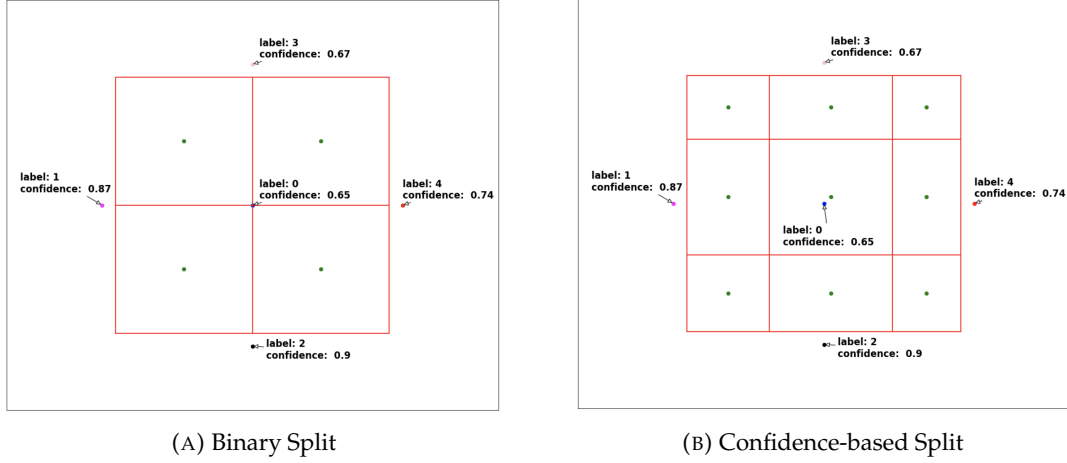 label: 3
confidence: 0.67
label: 1
confidence: 0.87
label: 0
confidence: 0.65
label: 4
confidence: 0.74
label: 2
confidence: 0.9
(A) Binary Split
label: 3
confidence: 0.67
label: 1
confidence: 0.87
label: 4
confidence: 0.74
label: 0
confidence: 0.65
label: 2
confidence: 0.9
(B) Confidence-based Split